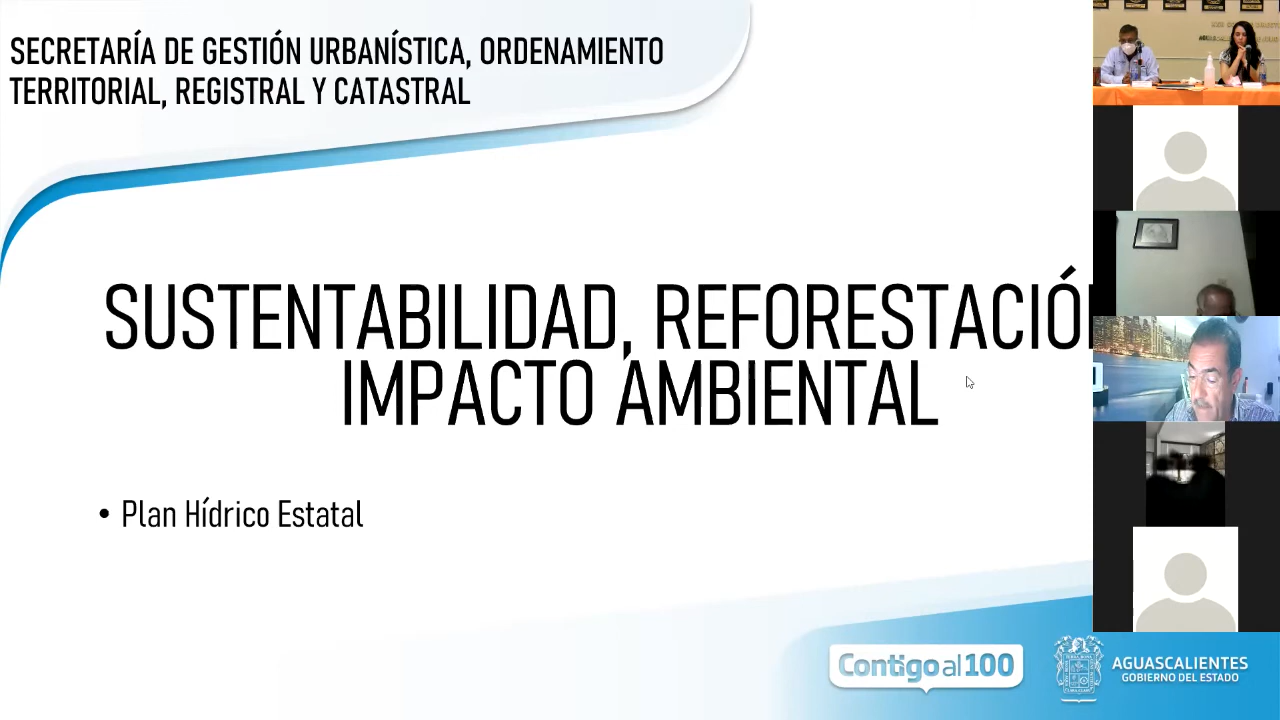 SECRETARÍA DE GESTIÓN URBANÍSTICA, ORDENAMIENTO
TERRITORIAL, REGISTRAL Y CATASTRAL
SUSTENTABILIDAD, REFORESTACIÓ
IMPACTO AMBIENTAL
• Plan Hídrico Estatal
Contigo al 100
AGUASCALIENTES
GOBIERNO DEL ESTADO